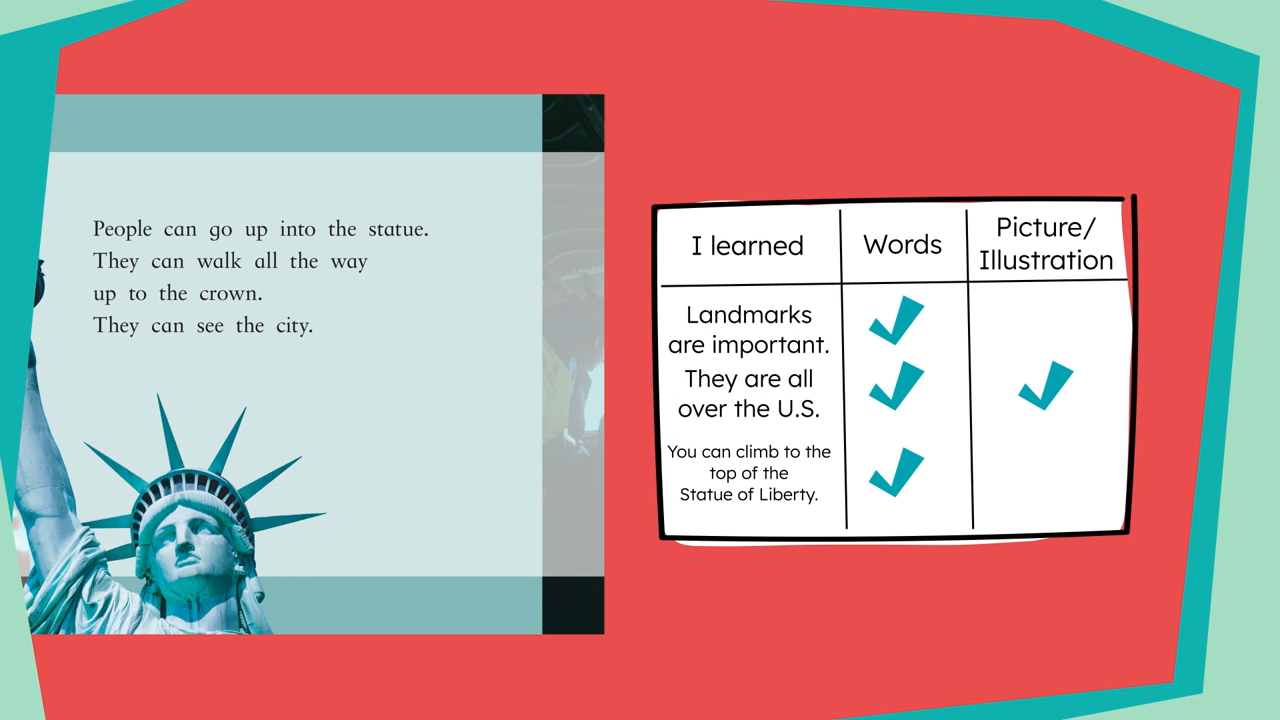 People can go up into the statue.
They can walk all the way
up to the crown.
They can see the city.
I learned
Words
Picture/
Illustration
Landmarks
are important.
They are all
over the U.S.
You can climb to the
top of the
Statue of Liberty.